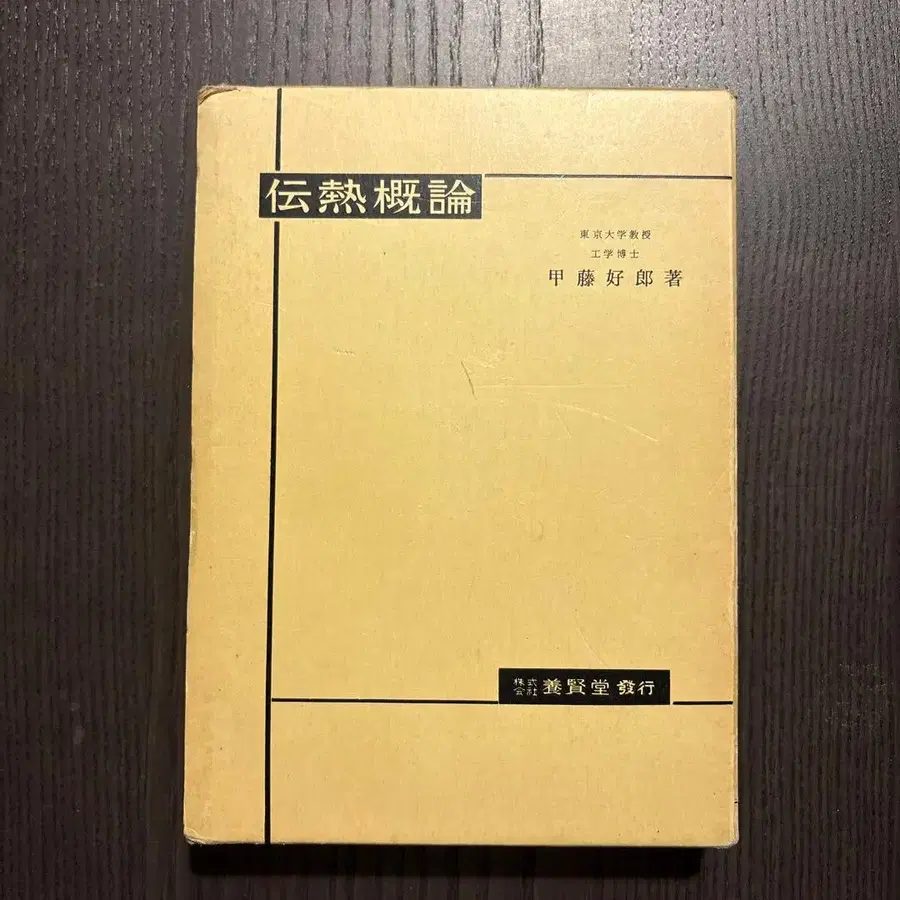 伝熱概論
東京大学教授
工学博士
甲藤好郎著
株式会社 養賢堂 發行